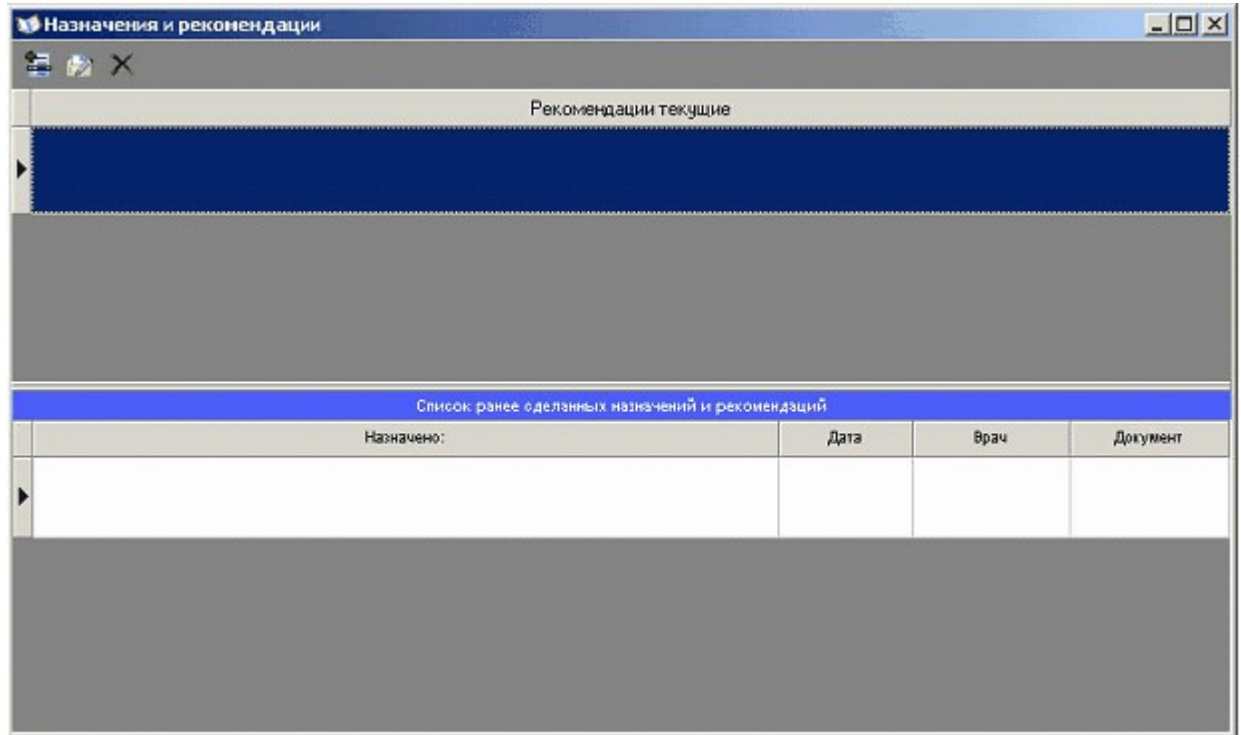 Назначения и рекомендации
Рекомендации текущие
Список ранее сделанных назначений и рекомендаций
Назначено: Дата Врач Документ